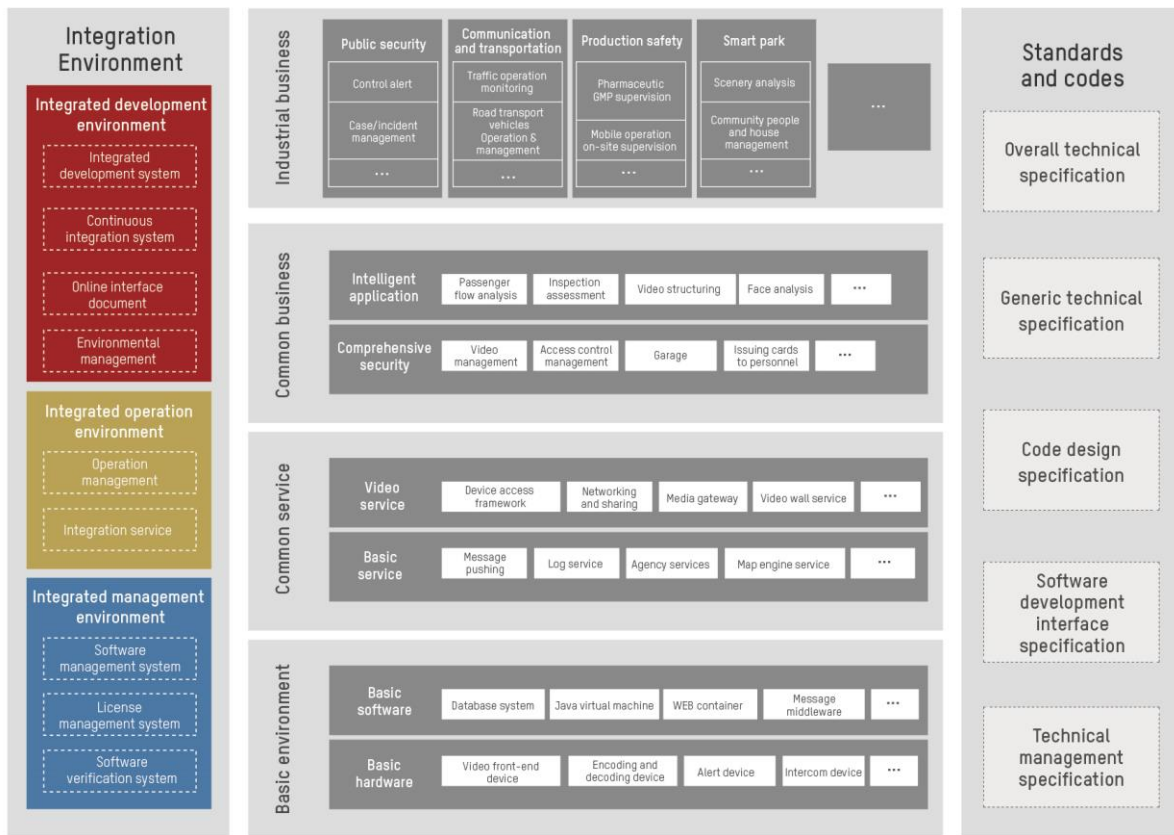 Integration
Environment
Integrated development
environment
Integrated
development system
Continuous
integration system
Online interface
document
Environmental
management
Integrated operation
environment
Operation
management
Integration service
Integrated management
environment
Software
management system
License
management system
Software
verification system
Industrial business
Public security
Control alert
Case/incident
management
...
Communication
and transportation
Traffic operation
monitoring
Road transport
vehicles
Operation &
management
...
Production safety
Pharmaceutic
GMP supervision
Mobile operation
on-site supervision
...
Smart park
Scenery analysis
Community people
and house
management
...
...
Common business
Intelligent
application
Passenger
flow analysis
Inspection
assessment
Video structuring
Face analysis
...
Comprehensive
security
Video
management
Access control
management
Garage
Issuing cards
to personnel
...
Common service
Video
service
Device access
framework
Networking
and sharing
Media gateway
Video wall service
...
Basic
service
Message
pushing
Log service
Agency services
Map engine service
...
Basic environment
Basic
software
Database system
Java virtual machine
WEB container
Message
middleware
...
Basic
hardware
Video front-end
device
Encoding and
decoding device
Alert device
Intercom device
...
Standards
and codes
Overall technical
specification
Generic technical
specification
Code design
specification
Software
development
interface
specification
Technical
management
specification